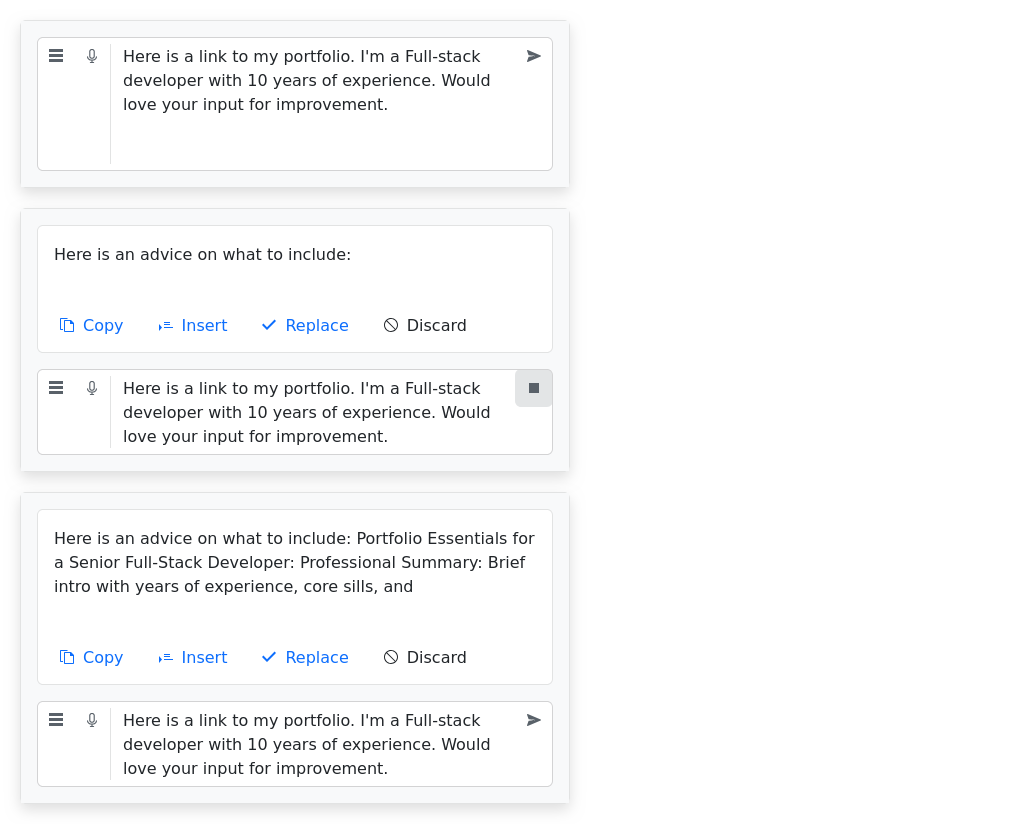 Here is a link to my portfolio. I'm a Full-stack
developer with 10 years of experience. Would
love your input for improvement.
Here is an advice on what to include:
Copy Insert Replace Discard
Here is a link to my portfolio. I'm a Full-stack
developer with 10 years of experience. Would
love your input for improvement.
Here is an advice on what to include: Portfolio Essentials for
a Senior Full-Stack Developer: Professional Summary: Brief
intro with years of experience, core sills, and
Copy Insert Replace Discard
Here is a link to my portfolio. I'm a Full-stack
developer with 10 years of experience. Would
love your input for improvement.